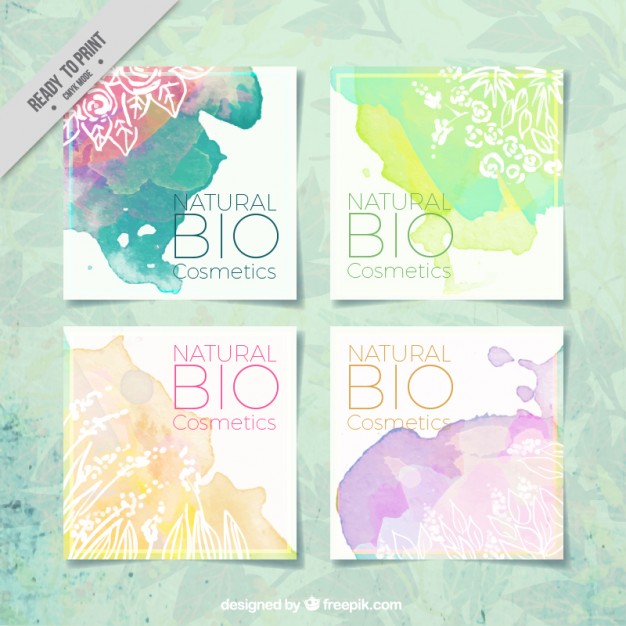 READY TO PRINT
CMYK MODE
NATURAL
BIO
Cosmetics
NATURAL
BIO
Cosmetics
NATURAL
BIO
Cosmetics
NATURAL
BIO
Cosmetics
designed by freepik.com